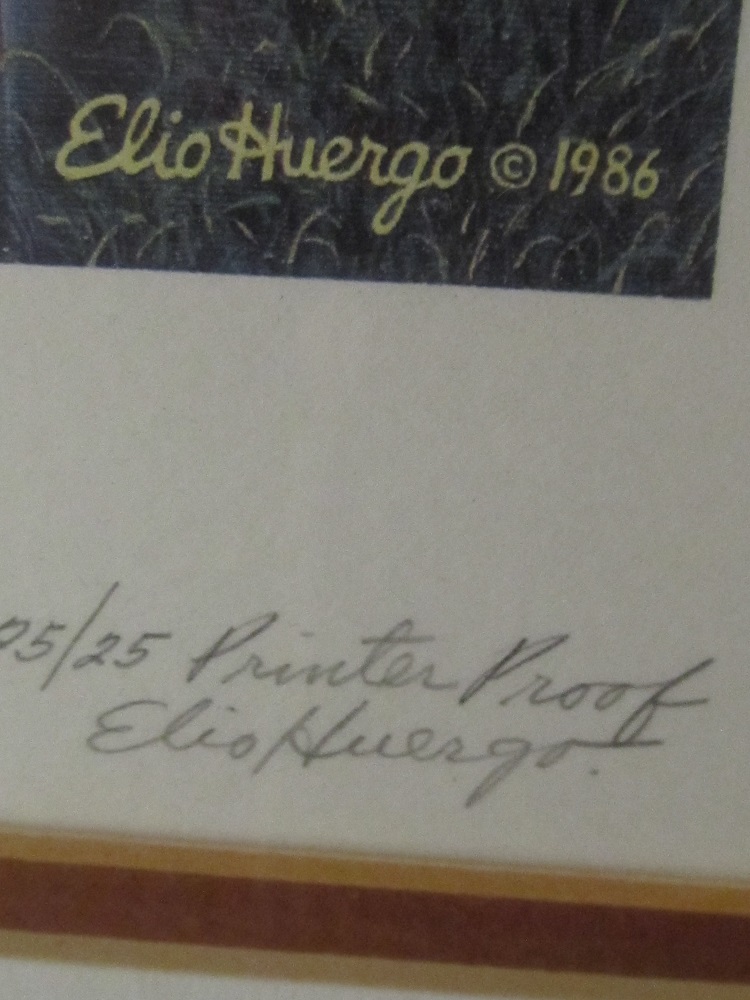 Elio Huergo © 1986
25/25 Printer Proof
Elio Huergo.